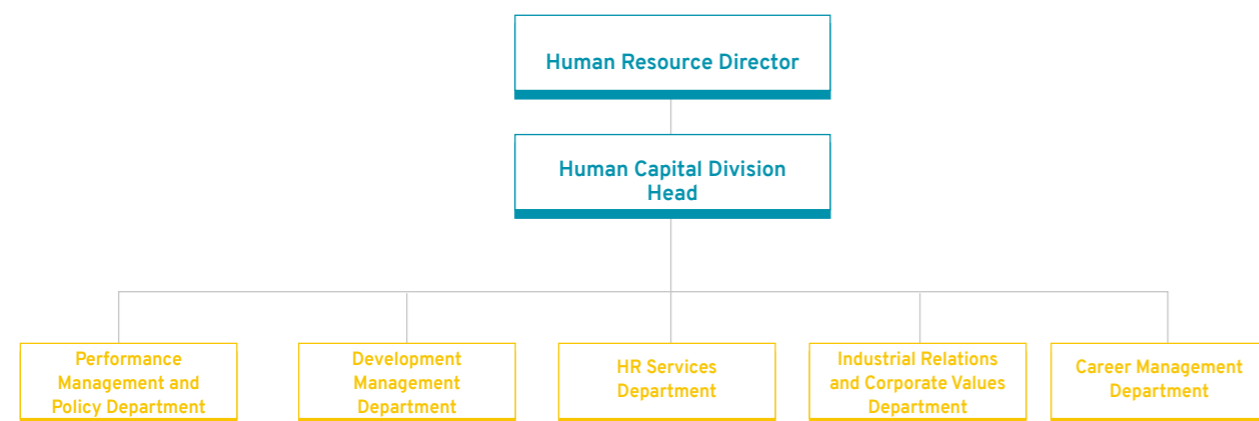 Human Resource Director
Human Capital Division
Head
Performance
Management and
Policy Department
Development
Management
Department
HR Services
Department
Industrial Relations
and Corporate Values
Department
Career Management
Department